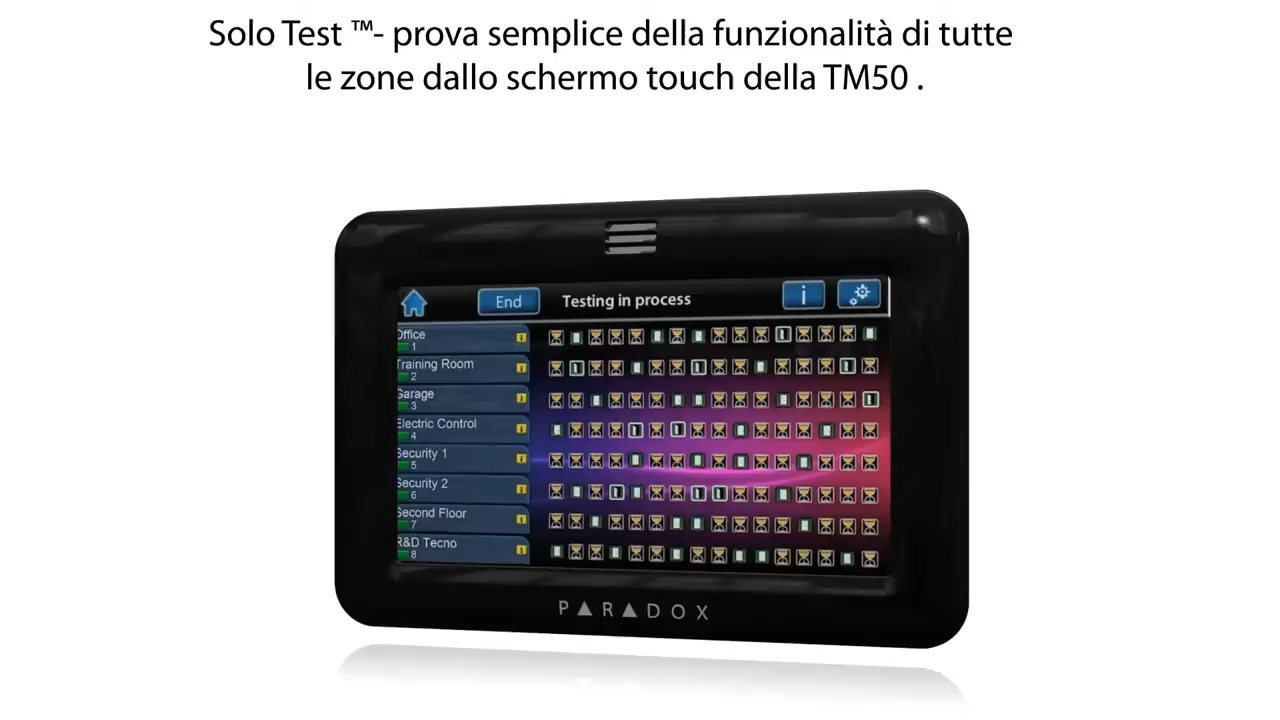 Solo Test ™- prova semplice della funzionalità di tutte
le zone dallo schermo touch della TM50 .
End
Testing in process
i
Office
1
Training Room
2
Garage
3
Electric Control
4
Security 1
5
Security 2
6
Second Floor
7
R&D Tecno
8
PARADOX